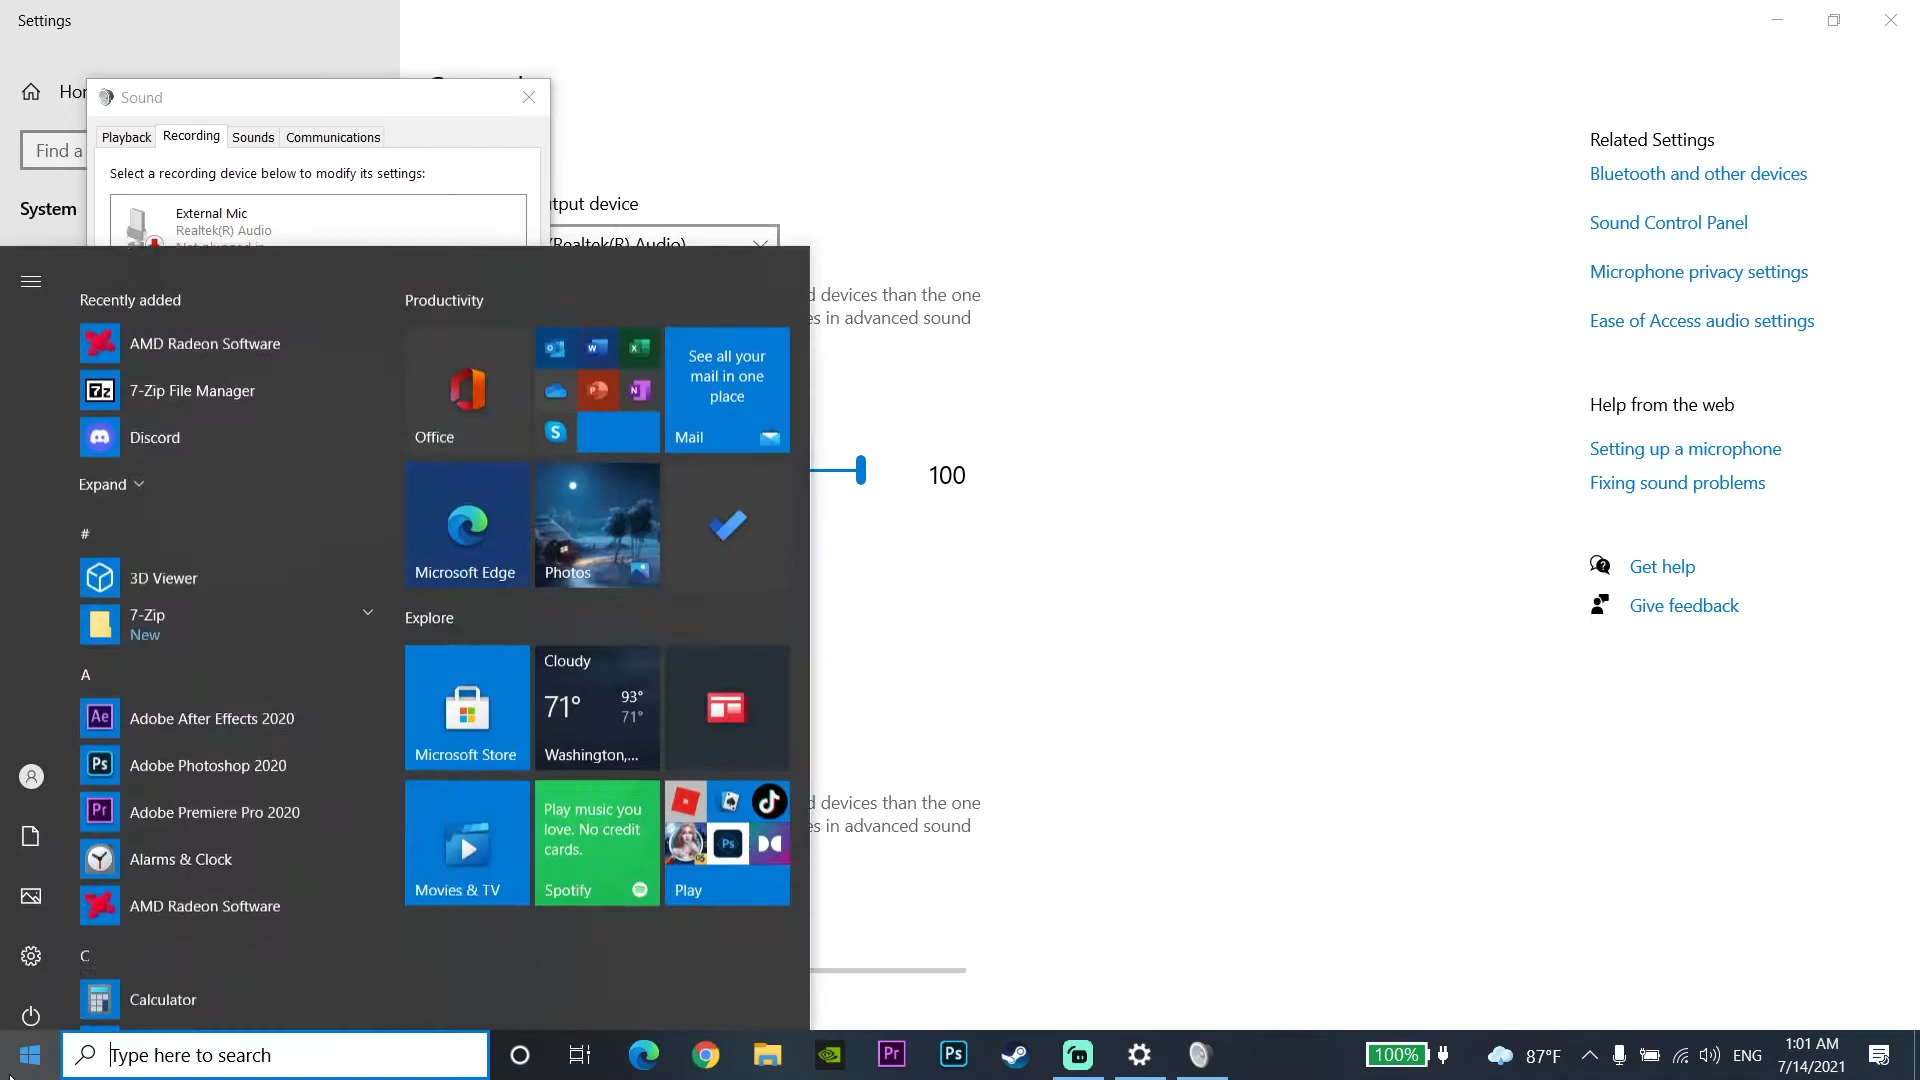 Settings
Sound
Playback
Recording
Sounds
Communications
Select a recording device below to modify its settings:
External Mic
Realtek(R) Audio
Find a
System
tput device
(Realtek(R) Audio)
d devices than the one
es in advanced sound
100
d devices than the one
es in advanced sound
Related Settings
Bluetooth and other devices
Sound Control Panel
Microphone privacy settings
Ease of Access audio settings
Help from the web
Setting up a microphone
Fixing sound problems
Get help
Give feedback
Recently added
AMD Radeon Software
7-Zip File Manager
Discord
Expand
#
3D Viewer
7-Zip
New
A
Adobe After Effects 2020
Adobe Photoshop 2020
Adobe Premiere Pro 2020
Alarms & Clock
AMD Radeon Software
C
Calculator
Productivity
Office
See all your
mail in one
place
Mail
Microsoft Edge
Photos
Explore
Microsoft Store
Cloudy
71°
93°
71°
Washington,...
Movies & TV
Play music you
love. No credit
cards.
Spotify
Play
Type here to search
100%
87°F
ENG
1:01 AM
7/14/2021